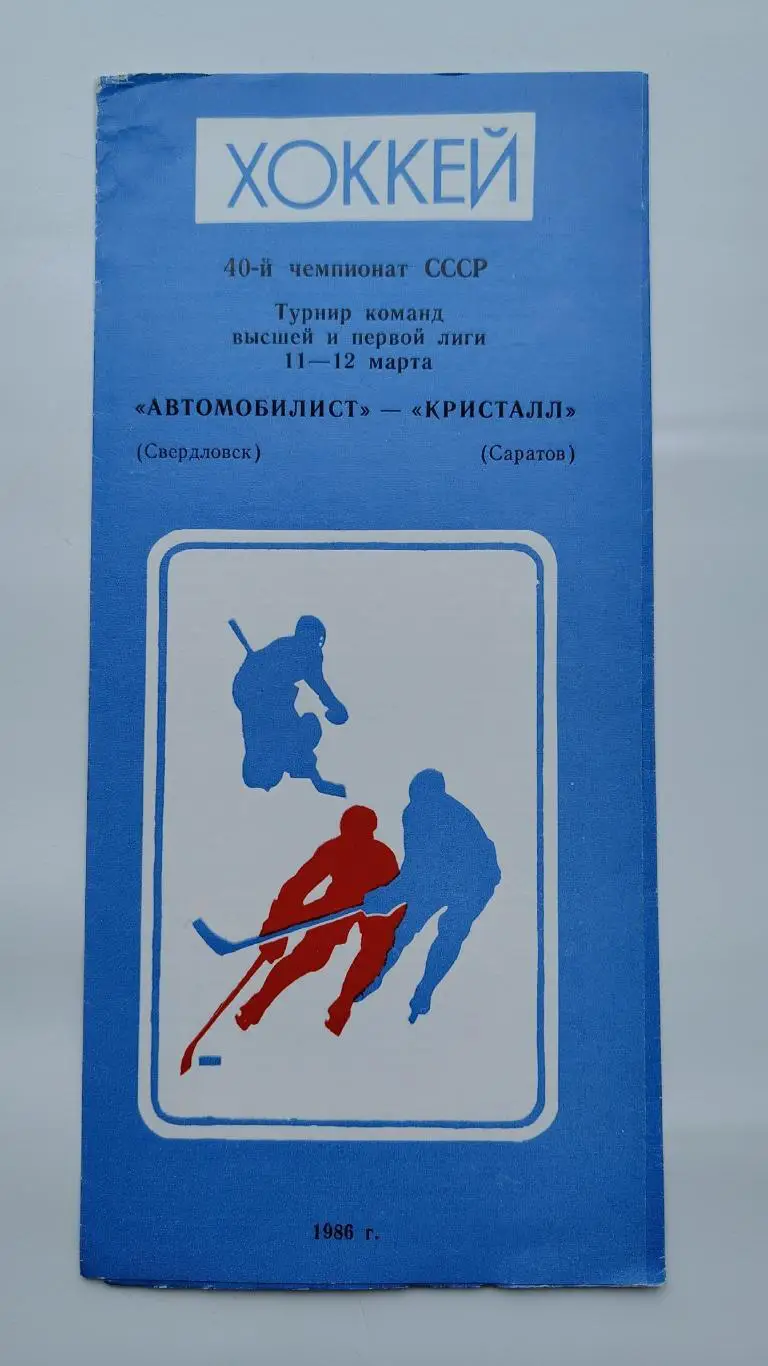 ХОККЕЙ
40-й чемпионат СССР
Турнир команд
высшей и первой лиги
11—12 марта
«АВТОМОБИЛИСТ» — «КРИСТАЛЛ»
(Свердловск) (Саратов)
1986 г.